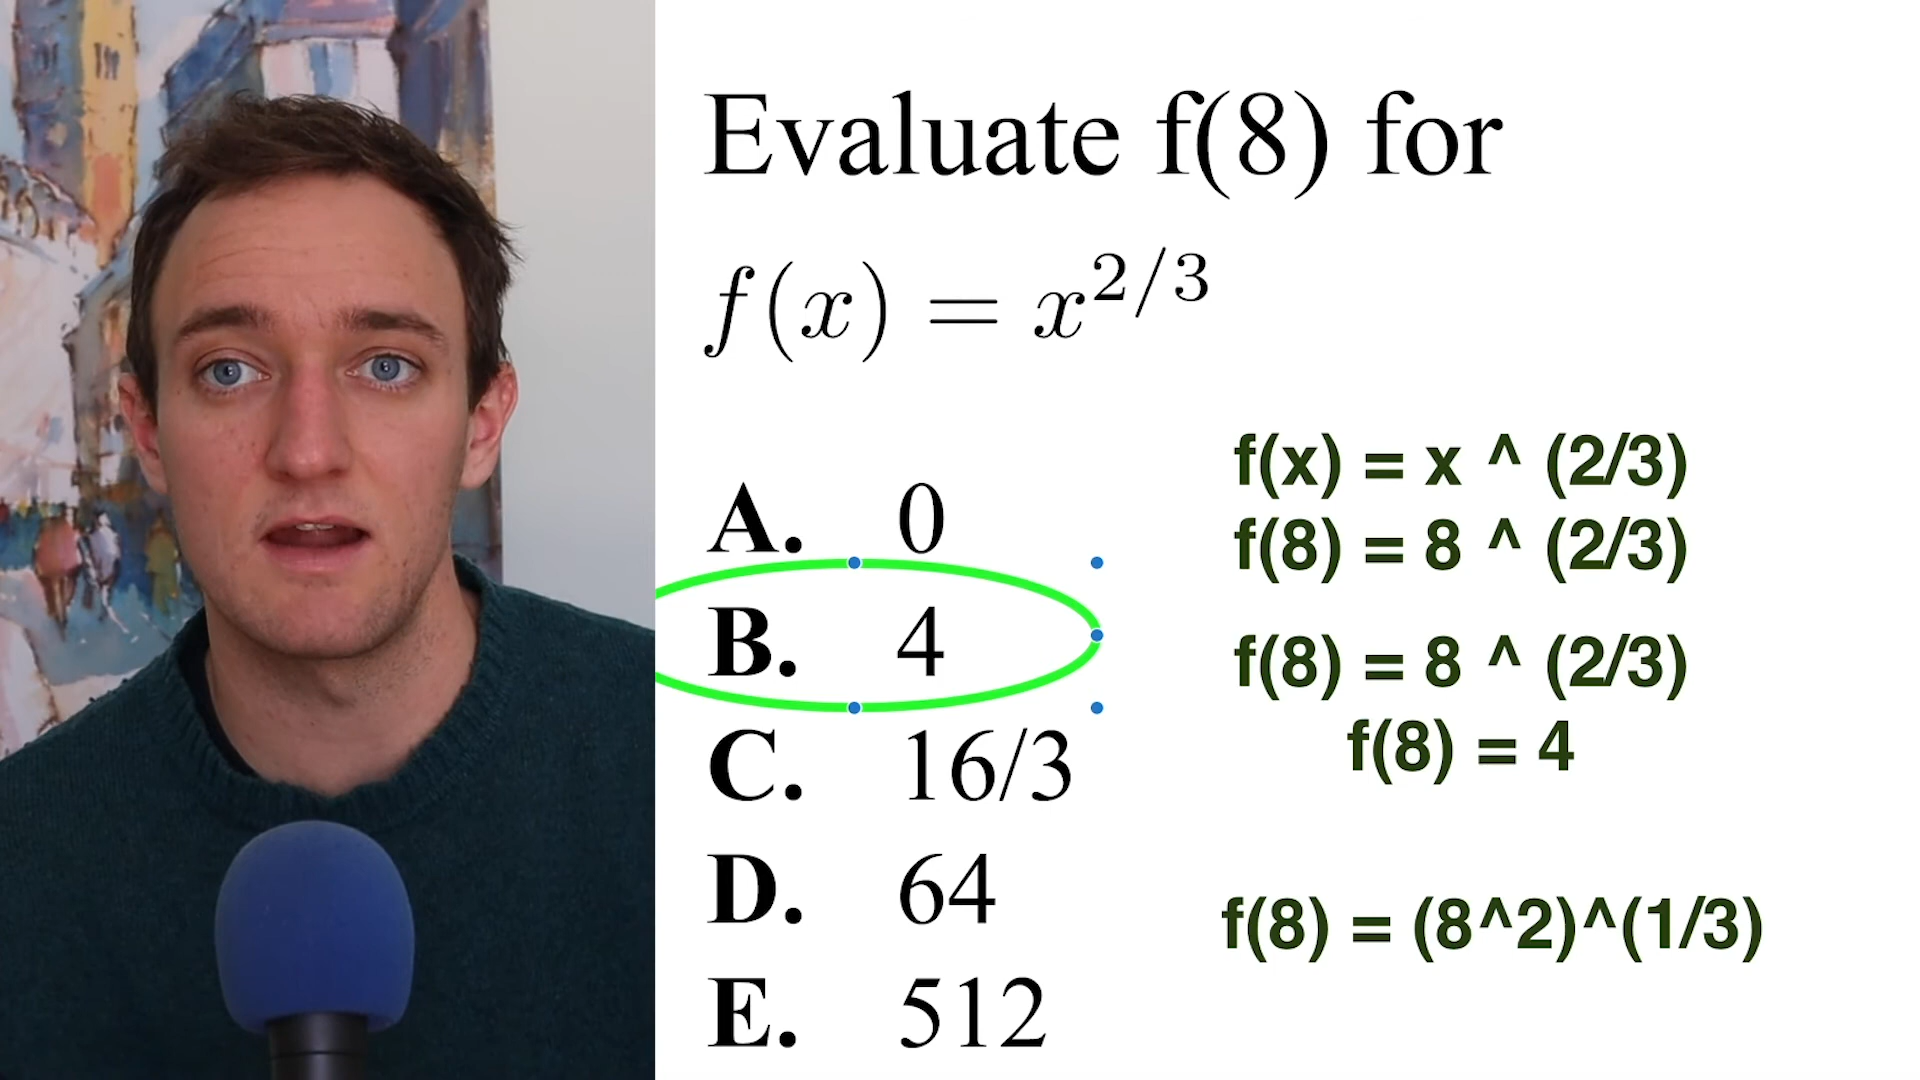 Evaluate f(8) for
f(x) = x^{2/3}
A. 0
B. 4
C. 16/3
D. 64
E. 512
f(x) = x ^ (2/3)
f(8) = 8 ^ (2/3)
f(8) = 8 ^ (2/3)
f(8) = 4
f(8) = (8^2)^(1/3)